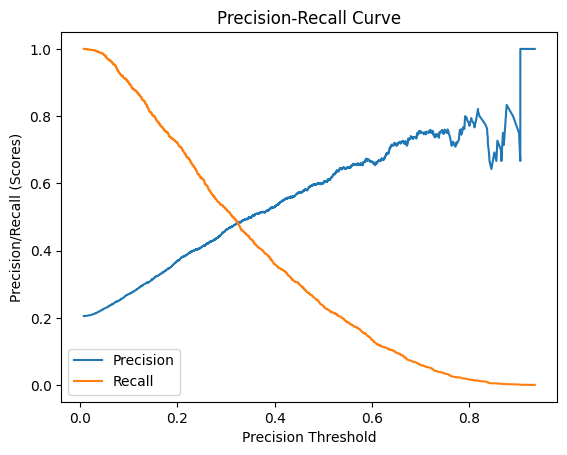 Precision-Recall Curve
Precision/Recall (Scores)
1.0
0.8
0.6
0.4
0.2
0.0
Precision
Recall
0.0 0.2 0.4 0.6 0.8
Precision Threshold